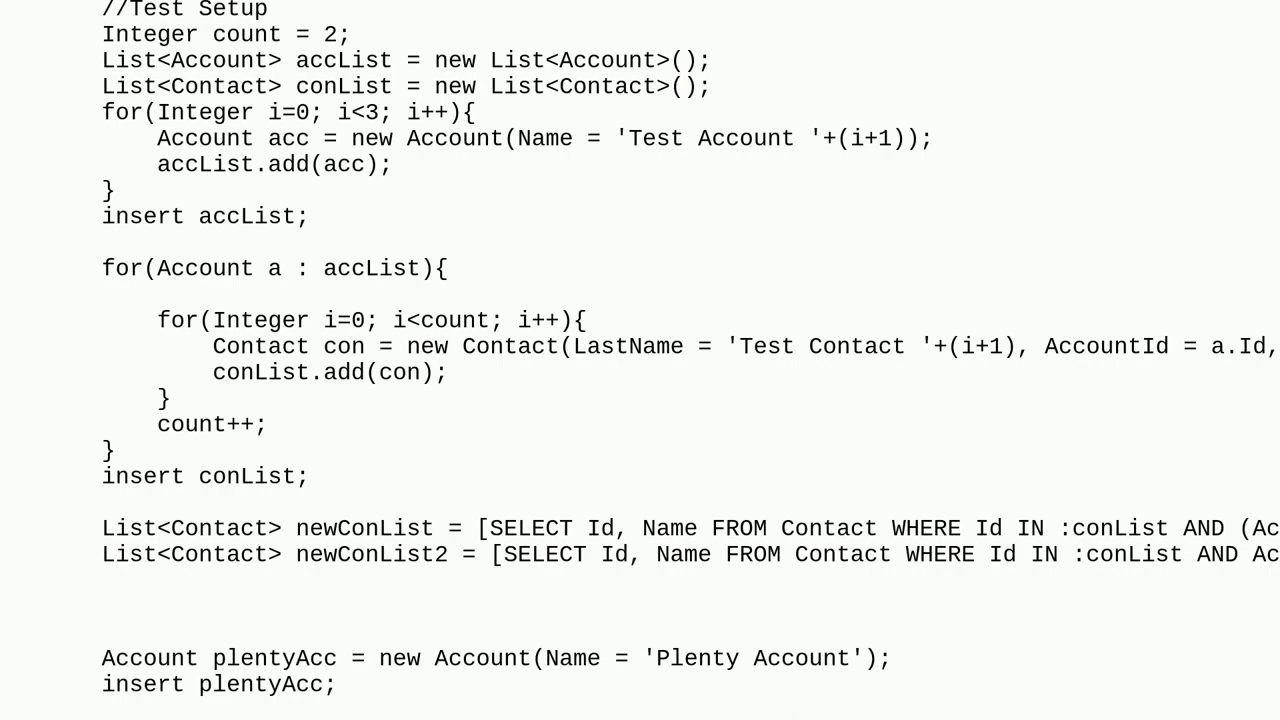 //Test Setup
Integer count = 2;
List<Account> accList = new List<Account>();
List<Contact> conList = new List<Contact>();
for(Integer i=0; i<3; i++){
    Account acc = new Account(Name = 'Test Account '+(i+1));
    accList.add(acc);
}
insert accList;

for(Account a : accList){

    for(Integer i=0; i<count; i++){
        Contact con = new Contact(LastName = 'Test Contact '+(i+1), AccountId = a.Id,
        conList.add(con);
    }
    count++;
}
insert conList;

List<Contact> newConList = [SELECT Id, Name FROM Contact WHERE Id IN :conList AND (Ac
List<Contact> newConList2 = [SELECT Id, Name FROM Contact WHERE Id IN :conList AND Ac

Account plentyAcc = new Account(Name = 'Plenty Account');
insert plentyAcc;